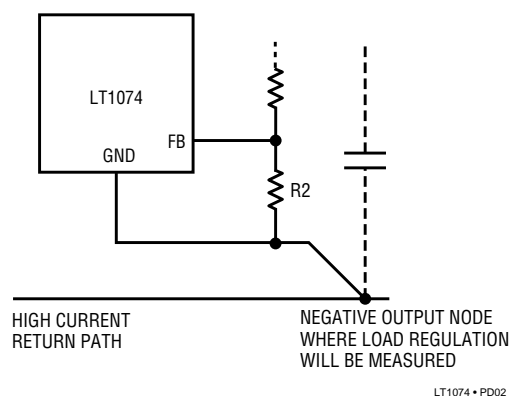 LT1074
FB
GND
R2
HIGH CURRENT
RETURN PATH
NEGATIVE OUTPUT NODE
WHERE LOAD REGULATION
WILL BE MEASURED
LT1074 • PD02